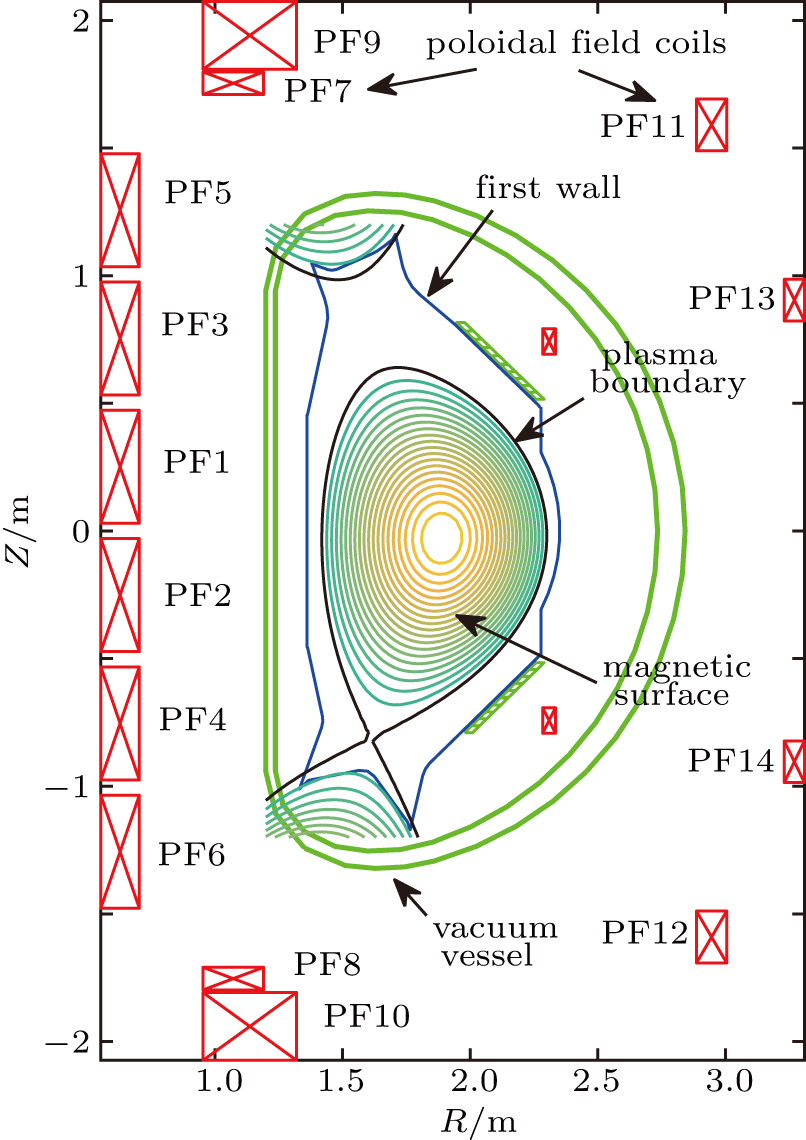 2
PF9
poloidal field coils
PF7
PF11
PF5
first wall
1
PF13
PF3
plasma
boundary
PF1
0
Z/m
PF2
magnetic
surface
PF4
PF14
−1
PF6
vacuum
vessel
PF12
PF8
PF10
−2
1.0 1.5 2.0 2.5 3.0
R/m